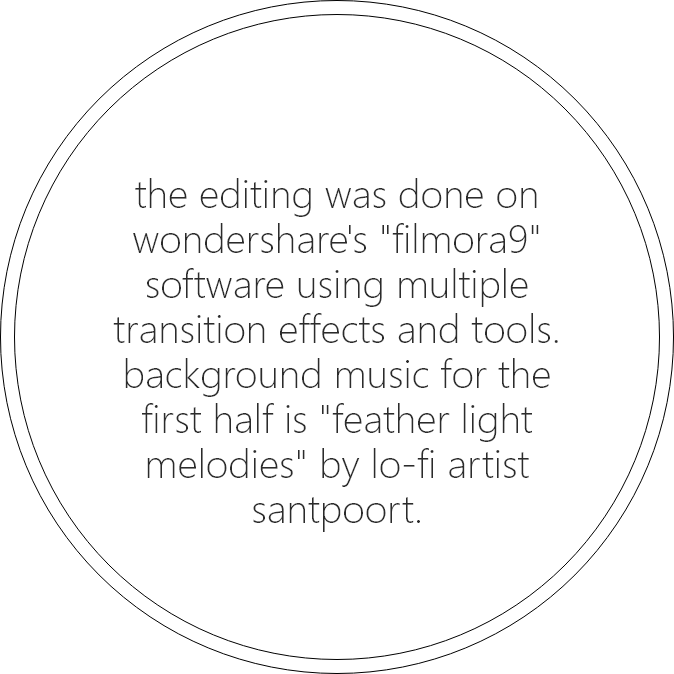 the editing was done on
wondershare's "filmora9"
software using multiple
transition effects and tools.
background music for the
first half is "feather light
melodies" by lo-fi artist
santpoort.